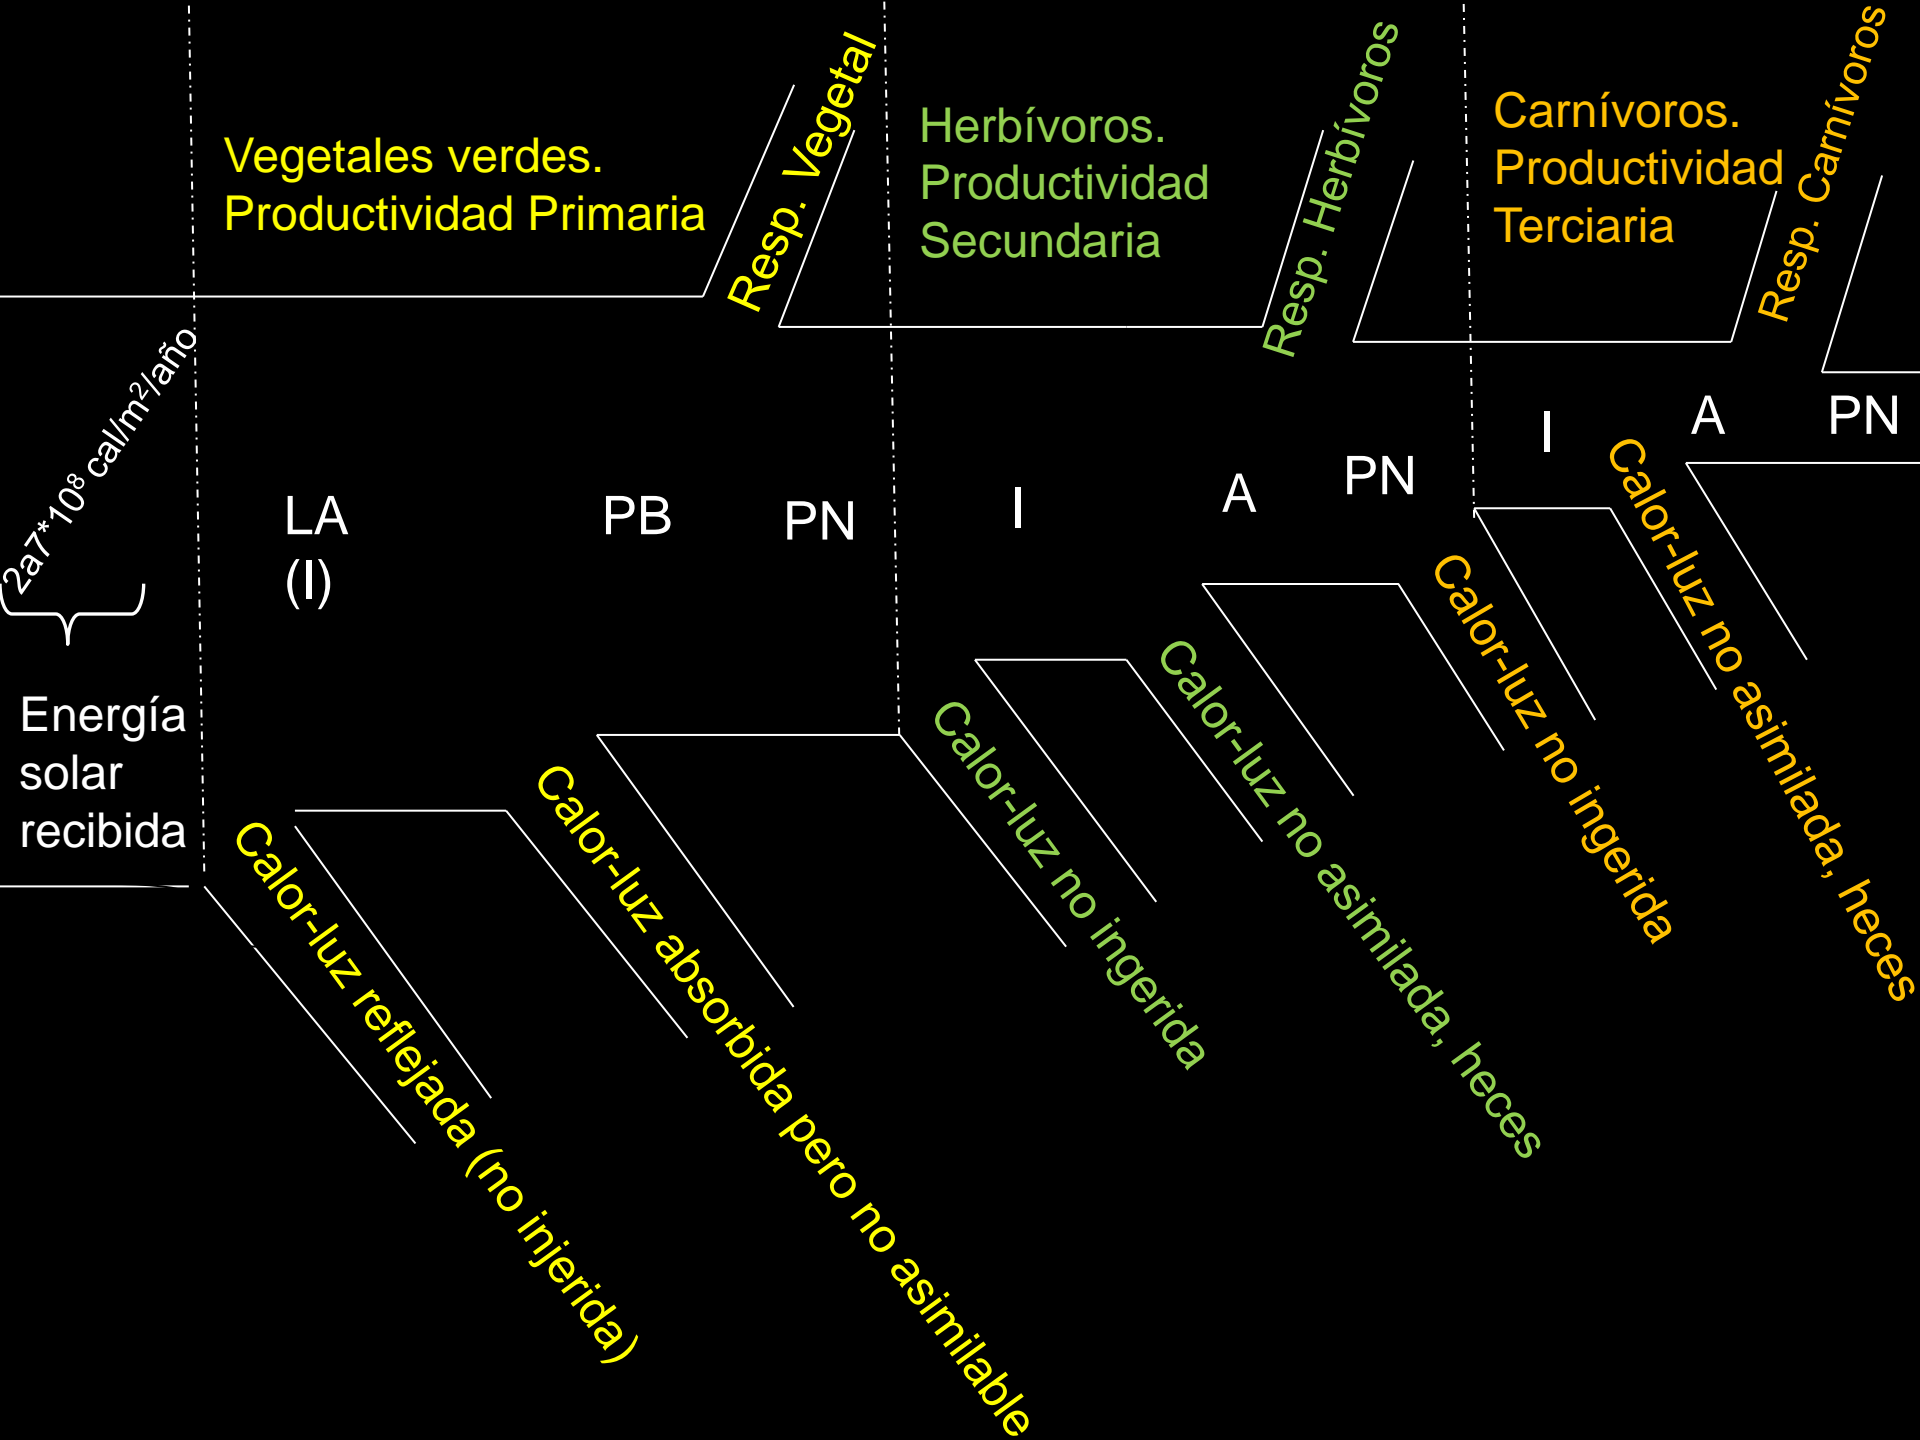 Vegetales verdes.
Productividad Primaria
Resp. Vegetal
Herbívoros.
Productividad
Secundaria
Resp. Herbívoros
Carnívoros.
Productividad
Terciaria
Resp. Carnívoros
2a7*10⁸ cal/m²/año
Energía
solar
recibida
LA
(I)
PB
PN
I
A
PN
I
A
PN
Calor-luz reflejada (no injerida)
Calor-luz absorbida pero no asimilable
Calor-luz no ingerida
Calor-luz no asimilada, heces
Calor-luz no ingerida
Calor-luz no asimilada, heces